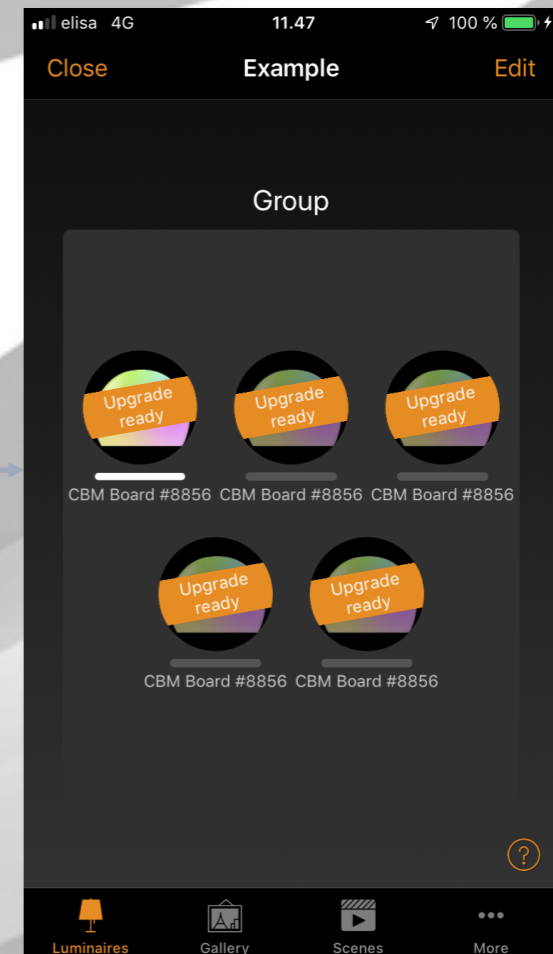 elisa 4G 11.47 100 %
Close Example Edit
Group
Upgrade ready
Upgrade ready
Upgrade ready
CBM Board #8856 CBM Board #8856 CBM Board #8856
Upgrade ready
Upgrade ready
CBM Board #8856 CBM Board #8856
?
Luminaires Gallery Scenes More